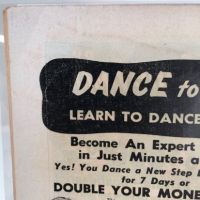 DANCE to
LEARN TO DANCE
Become An Expert
in Just Minutes a
Yes! You Dance a New Step
for 7 Days or
DOUBLE YOUR MONE